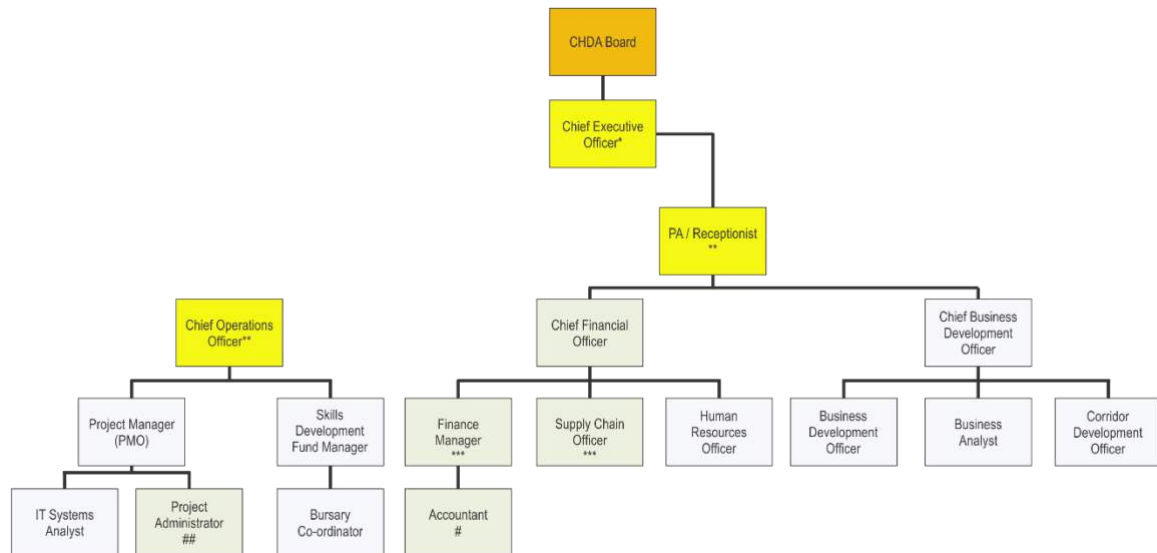 CHDA Board
Chief Executive
Officer*
PA / Receptionist
**
Chief Operations
Officer**
Chief Financial
Officer
Chief Business
Development
Officer
Project Manager
(PMO)
Skills
Development
Fund Manager
Finance
Manager
***
Supply Chain
Officer
***
Human
Resources
Officer
Business
Development
Officer
Business
Analyst
Corridor
Development
Officer
IT Systems
Analyst
Project
Administrator
##
Bursary
Co-ordinator
Accountant
#